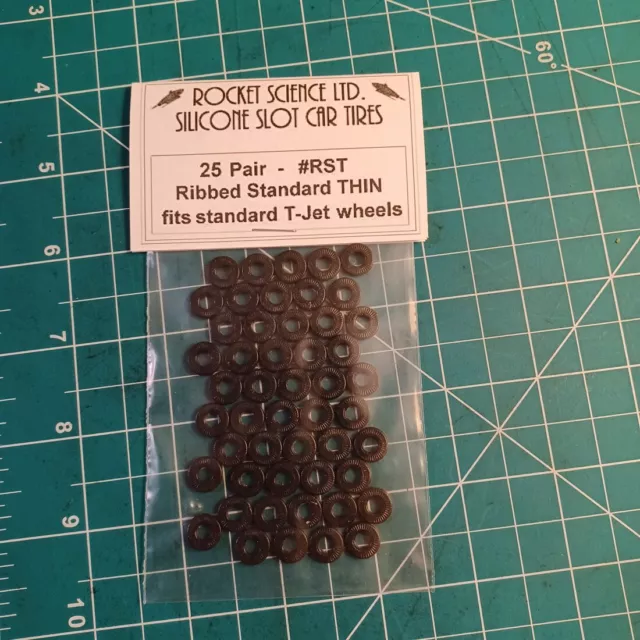 ROCKET SCIENCE LTD.
SILICONE SLOT CAR TIRES
25 Pair - #RST
Ribbed Standard THIN
fits standard T-Jet wheels
3
4
5
6
7
8
9
10
60°